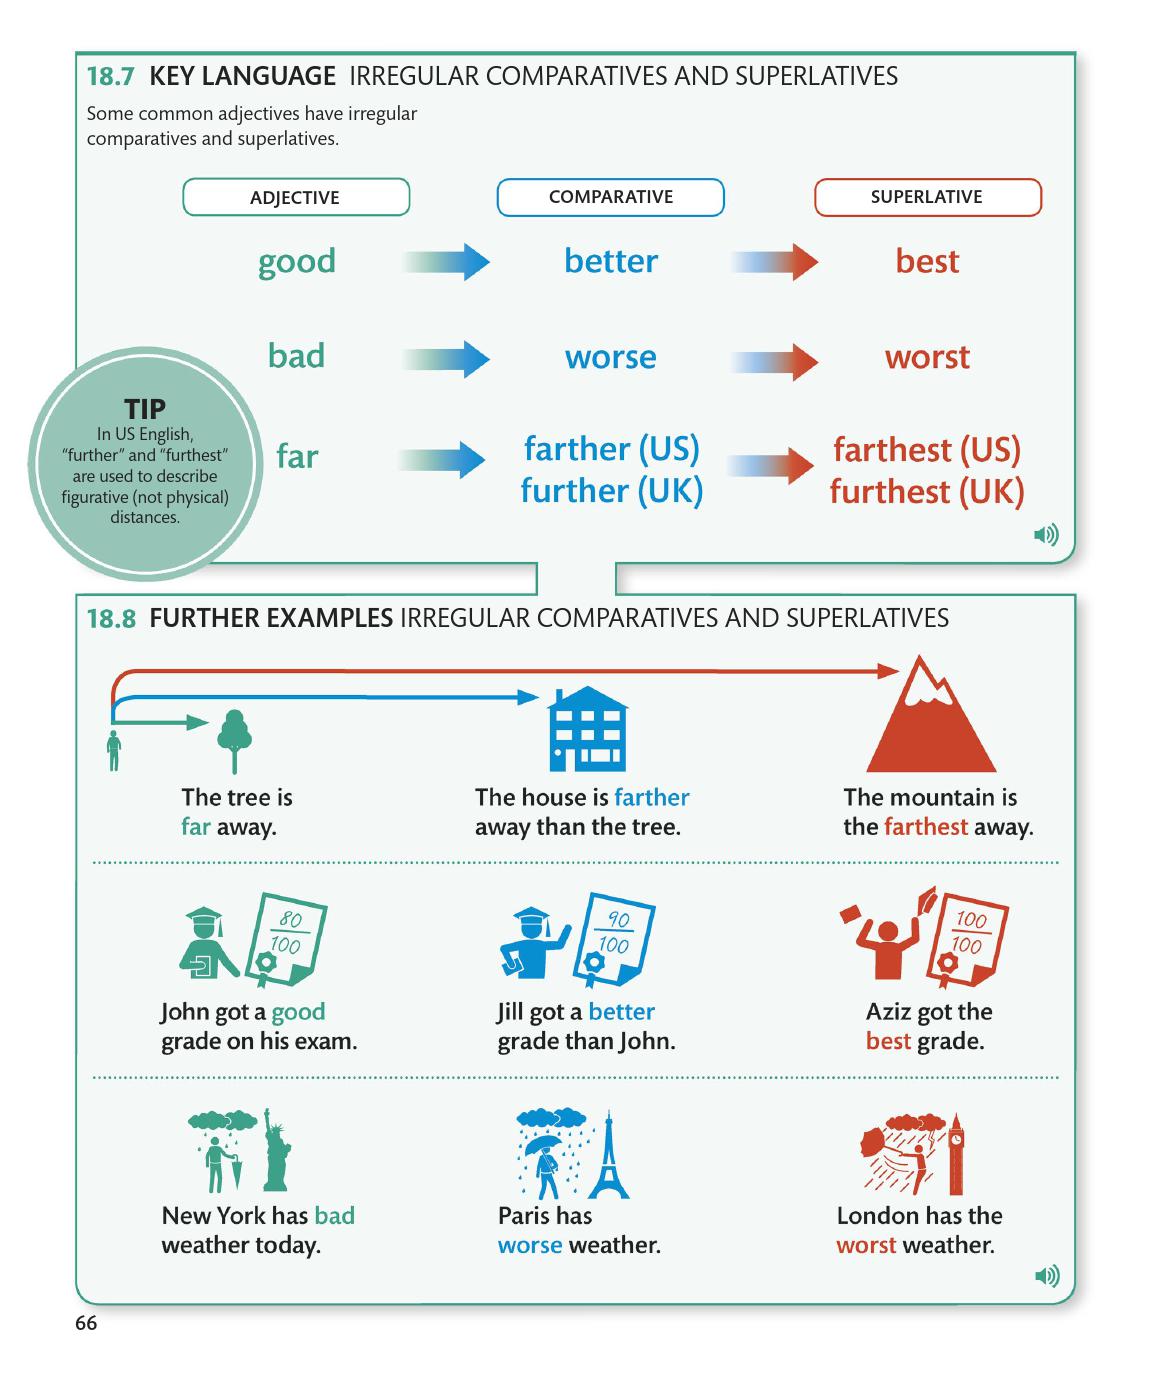 18.7 KEY LANGUAGE IRREGULAR COMPARATIVES AND SUPERLATIVES
Some common adjectives have irregular
comparatives and superlatives.
ADJECTIVE
COMPARATIVE
SUPERLATIVE
good
better
best
bad
worse
worst
far
farther (US)
further (UK)
farthest (US)
furthest (UK)
TIP
In US English,
“further” and “furthest”
are used to describe
figurative (not physical)
distances.
18.8 FURTHER EXAMPLES IRREGULAR COMPARATIVES AND SUPERLATIVES
The tree is
far away.
The house is farther
away than the tree.
The mountain is
the farthest away.
80
100
90
100
100
100
John got a good
grade on his exam.
Jill got a better
grade than John.
Aziz got the
best grade.
New York has bad
weather today.
Paris has
worse weather.
London has the
worst weather.
66